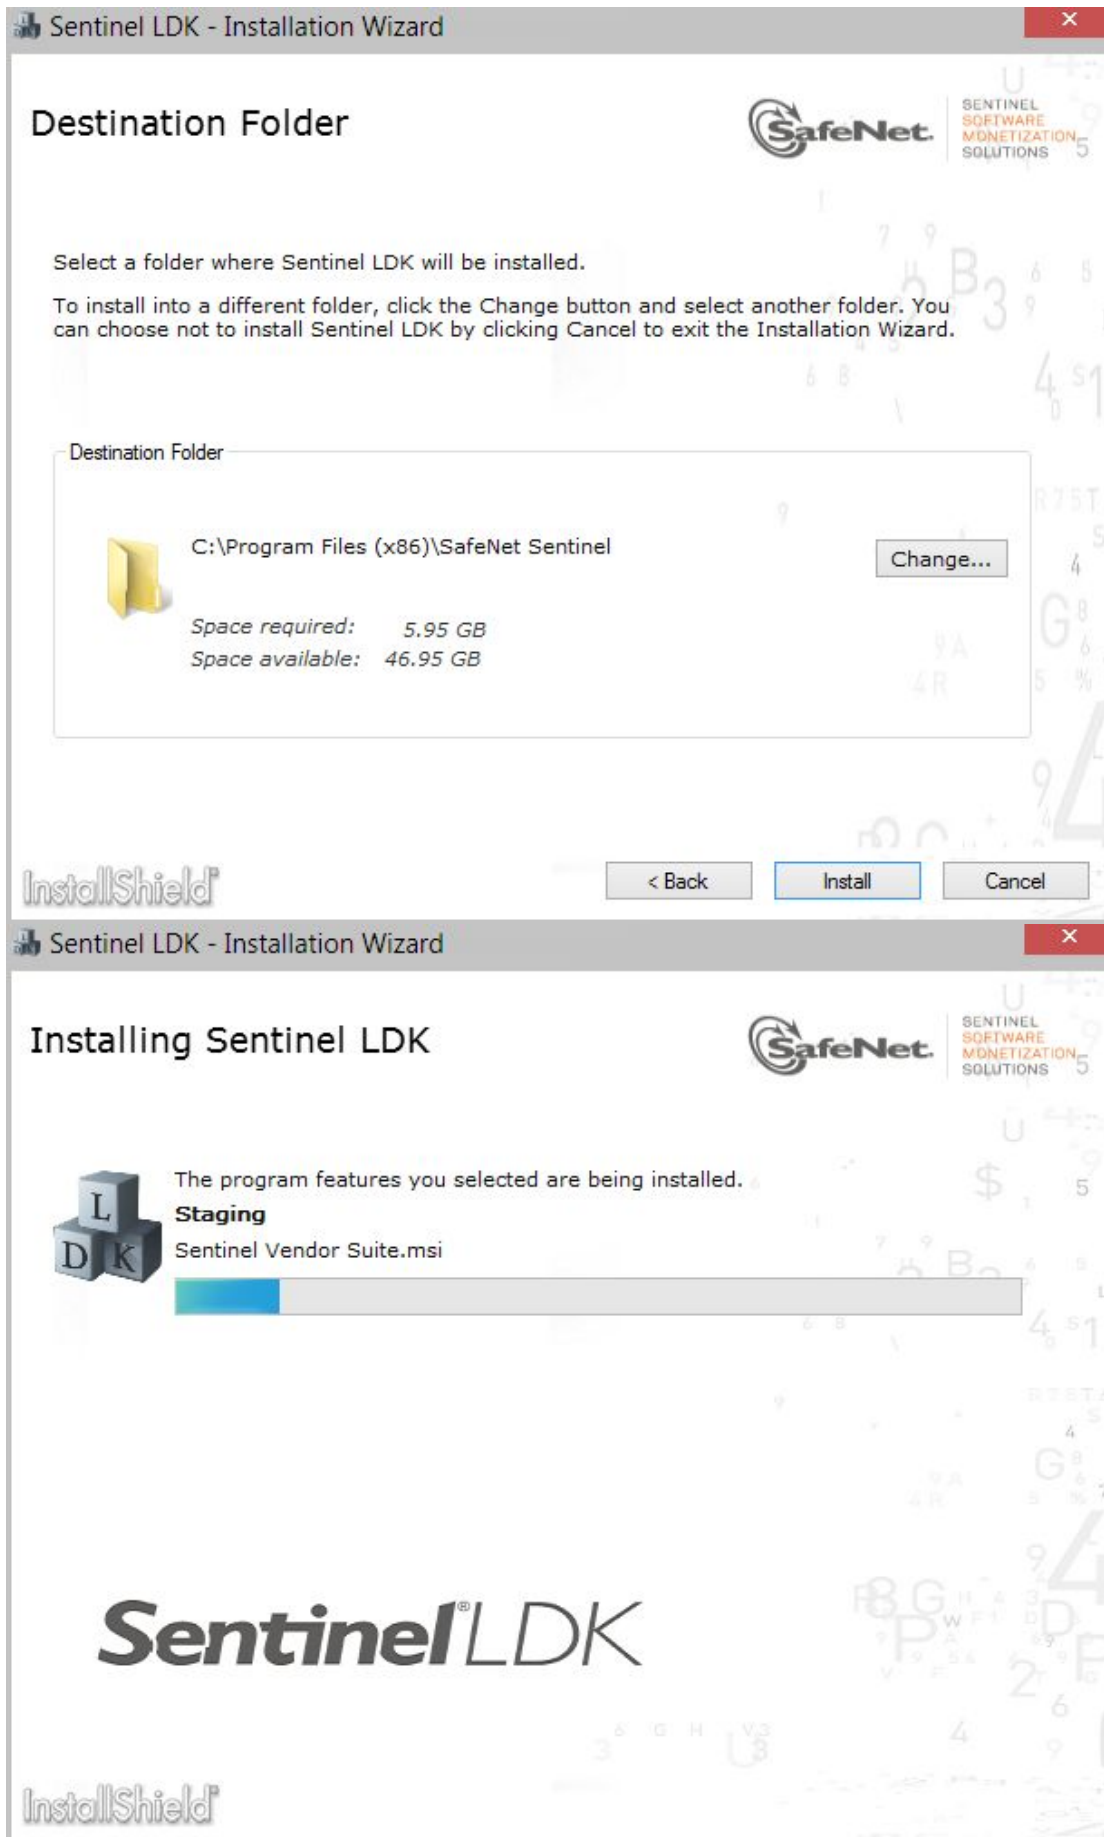 Sentinel LDK - Installation Wizard
Destination Folder
SafeNet.
SENTINEL
SOFTWARE
MONETIZATION
SOLUTIONS
Select a folder where Sentinel LDK will be installed.
To install into a different folder, click the Change button and select another folder. You
can choose not to install Sentinel LDK by clicking Cancel to exit the Installation Wizard.
Destination Folder
C:\Program Files (x86)\SafeNet Sentinel
Change...
Space required: 5.95 GB
Space available: 46.95 GB
InstallShield®
< Back
Install
Cancel
Sentinel LDK - Installation Wizard
Installing Sentinel LDK
SafeNet.
SENTINEL
SOFTWARE
MONETIZATION
SOLUTIONS
The program features you selected are being installed.
L
D K
Staging
Sentinel Vendor Suite.msi
Sentinel® LDK
InstallShield®